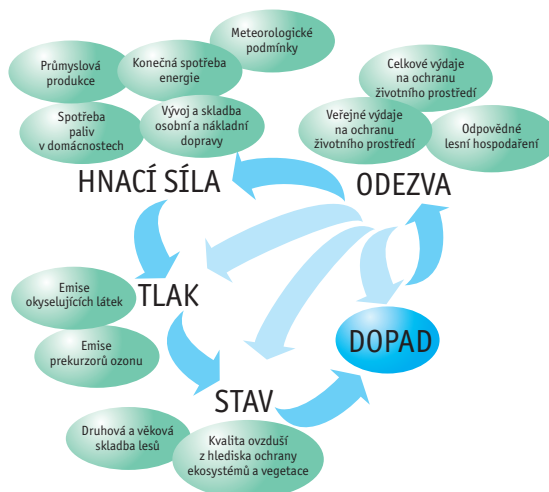 Meteorologické
podmínky
Průmyslová
produkce
Konečná spotřeba
energie
Celkové výdaje
na ochranu
životního prostředí
Spotřeba
paliv
v domácnostech
Vývoj a skladba
osobní a nákladní
dopravy
Veřejné výdaje
na ochranu
životního prostředí
Odpovědné
lesní hospodaření
HNACÍ SÍLA
ODEZVA
Emise
okyselujících látek
TLAK
Emise
prekurzorů ozonu
DOPAD
STAV
Druhová a věková
skladba lesů
Kvalita ovzduší
z hlediska ochrany
ekosystémů a vegetace